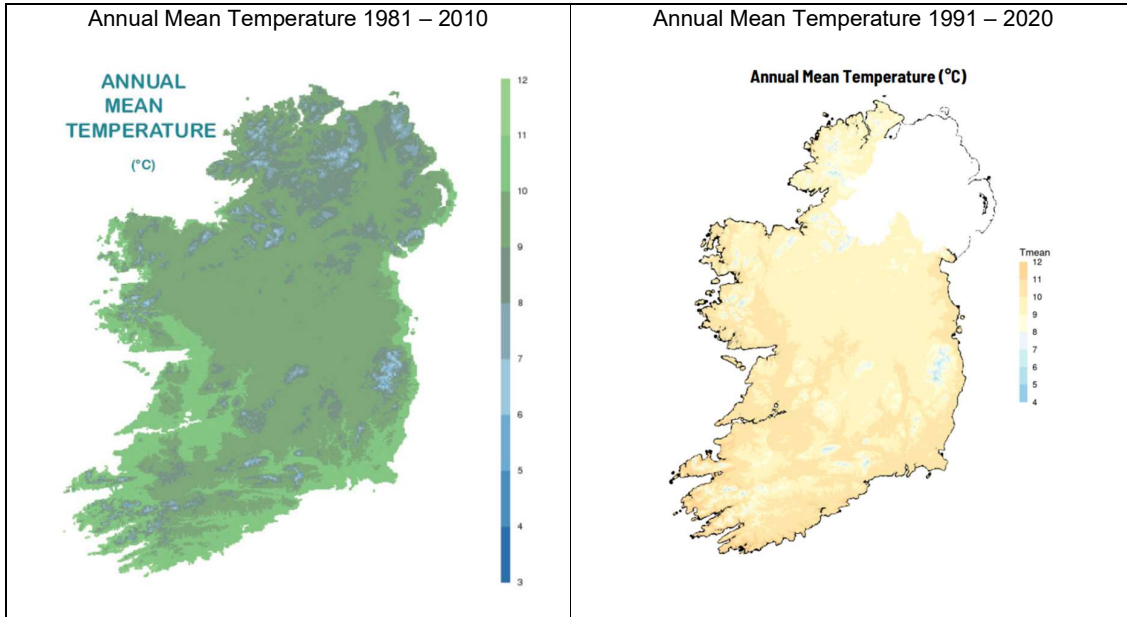 Annual Mean Temperature 1981 – 2010
ANNUAL
MEAN
TEMPERATURE
(°C)
12
11
10
9
8
7
6
5
4
3
Annual Mean Temperature 1991 – 2020
Annual Mean Temperature (°C)
Tmean
12
11
10
9
8
7
6
5
4